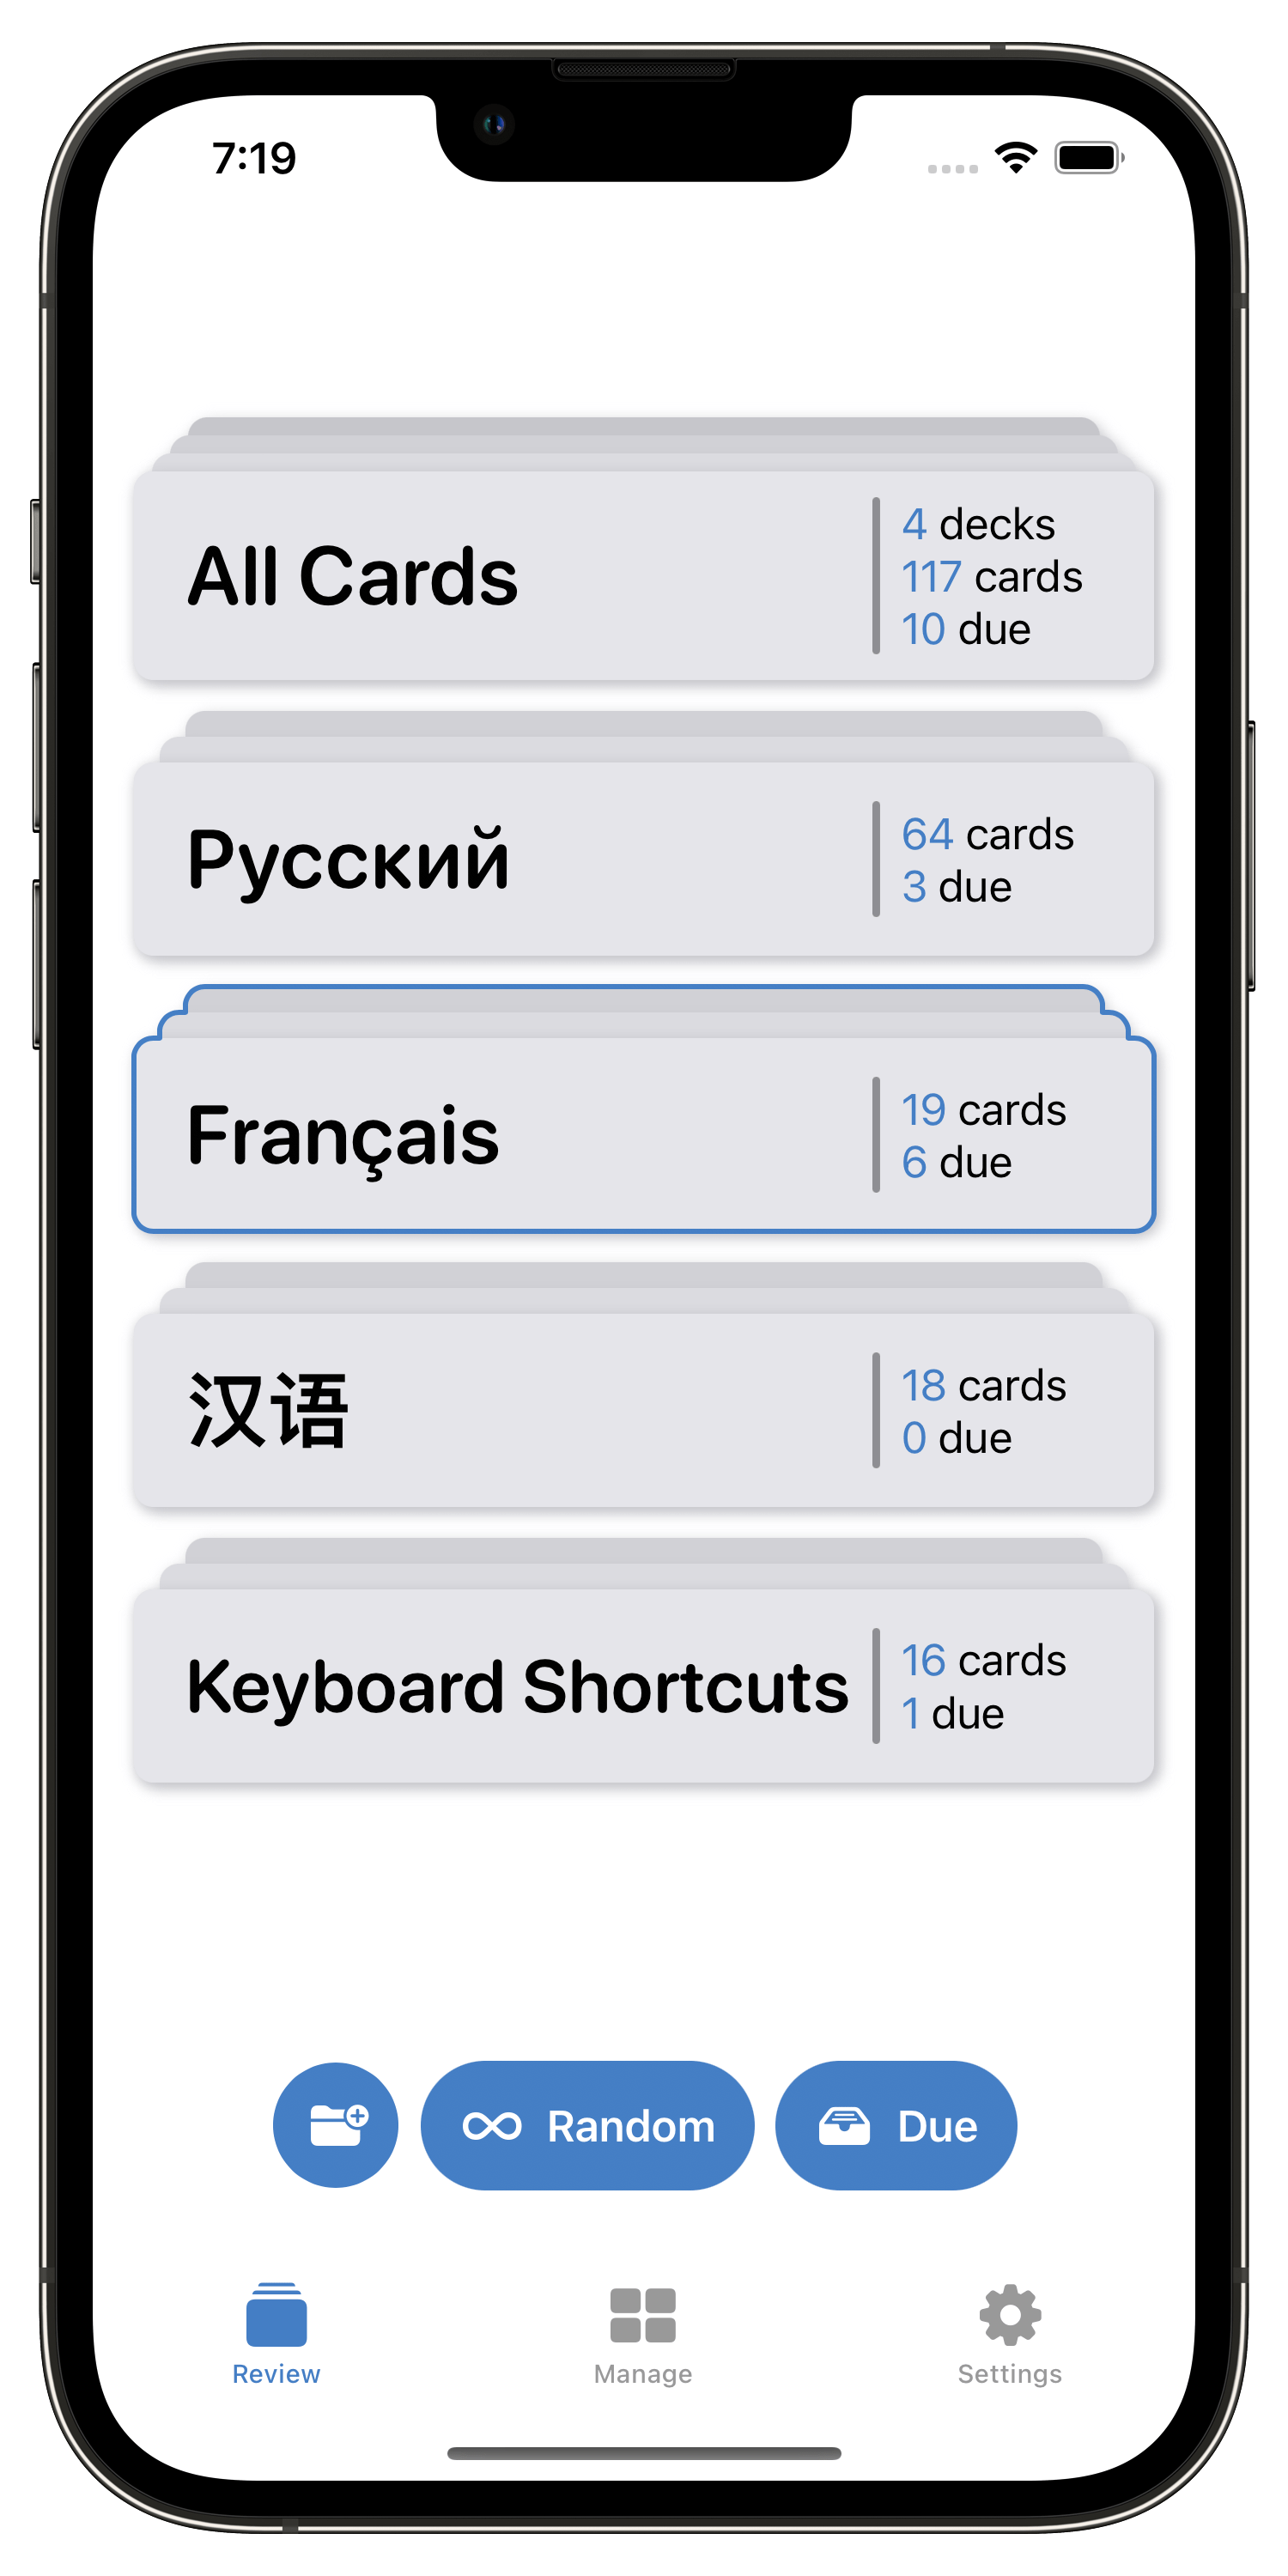 7:19
All Cards
4 decks
117 cards
10 due
Русский
64 cards
3 due
Français
19 cards
6 due
汉语
18 cards
0 due
Keyboard Shortcuts
16 cards
1 due
Random
Due
Review
Manage
Settings